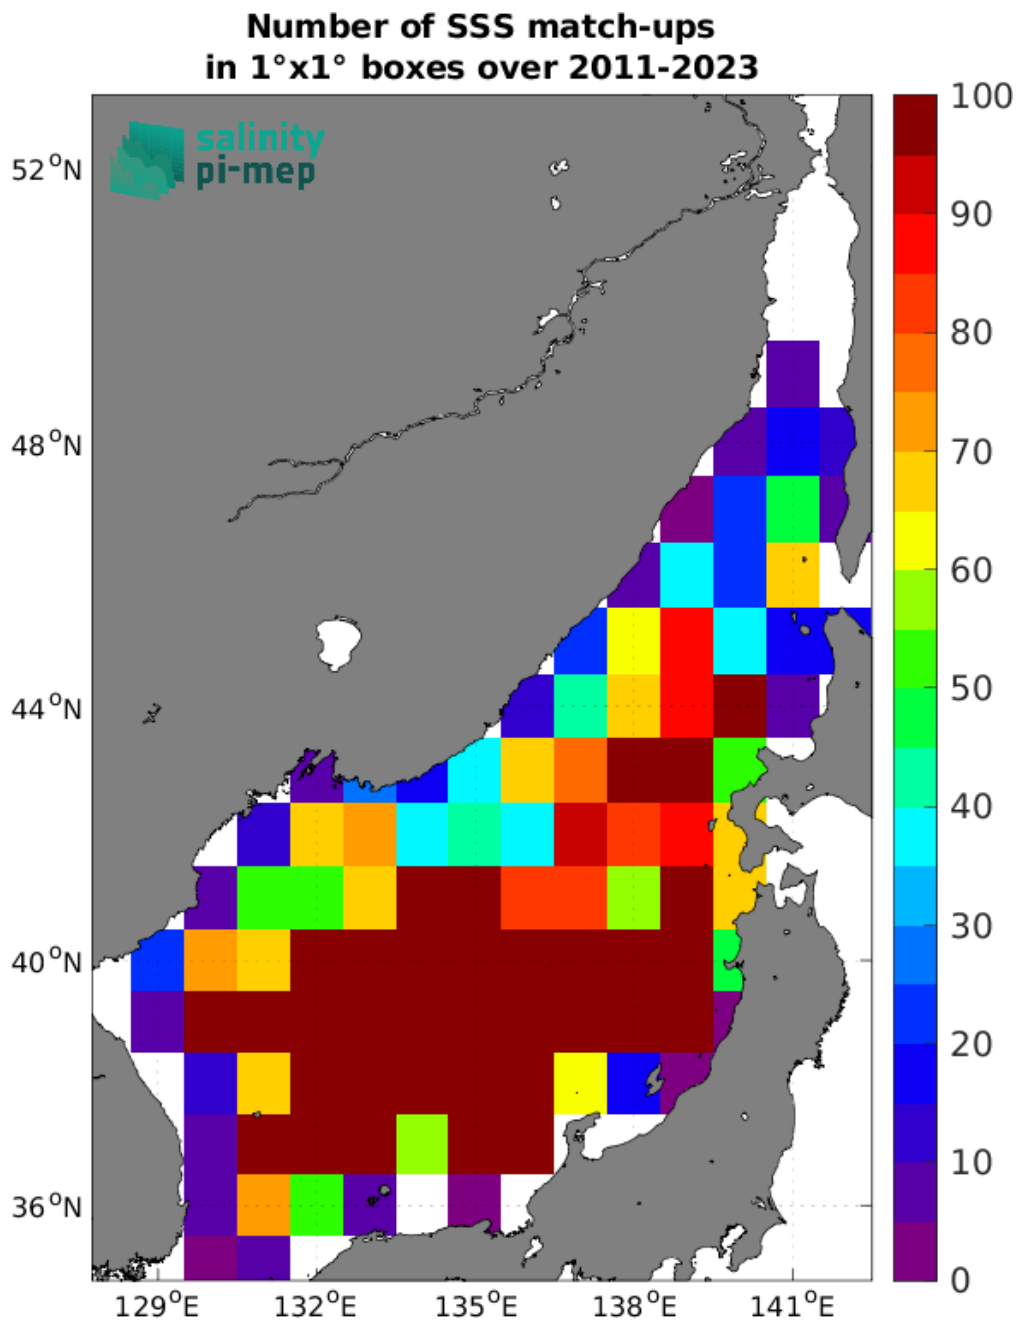 Number of SSS match-ups
in 1°x1° boxes over 2011-2023
salinity
pi-mep
52°N
48°N
44°N
40°N
36°N
129°E
132°E
135°E
138°E
141°E
100
90
80
70
60
50
40
30
20
10
0